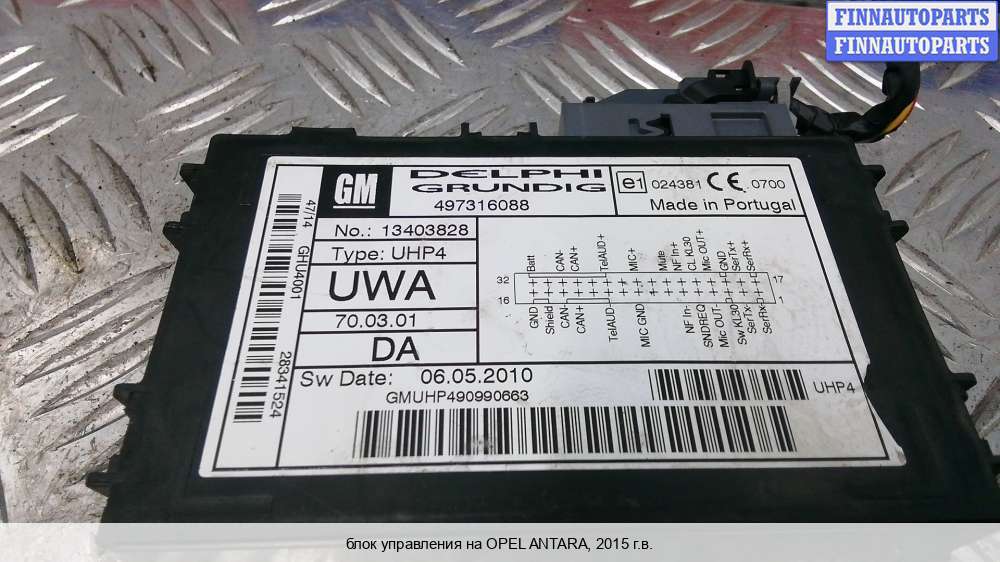 FINNAUTOPARTS
FINNAUTOPARTS
GM
DELPHI
GRUNDIG
497316088
e1 024381 CE 0700
Made in Portugal
47/14 GHU4001 28341524
No.: 13403828
Type: UHP4
UWA
70.03.01
DA
Batt CAN- CAN+ TelAUD+ MIC+ Mute NF In+ CL KL30 Mic OUT+ GND SerTx+ SerRx+
32 17
16 1
GND Shield CAN- CAN+ TelAUD- MIC GND NF In- SNDREQ Mic OUT- Sw KL30 SerTx- SerRx-
Sw Date: 06.05.2010
GMUHP490990663
UHP4
блок управления на OPEL ANTARA, 2015 г.в.